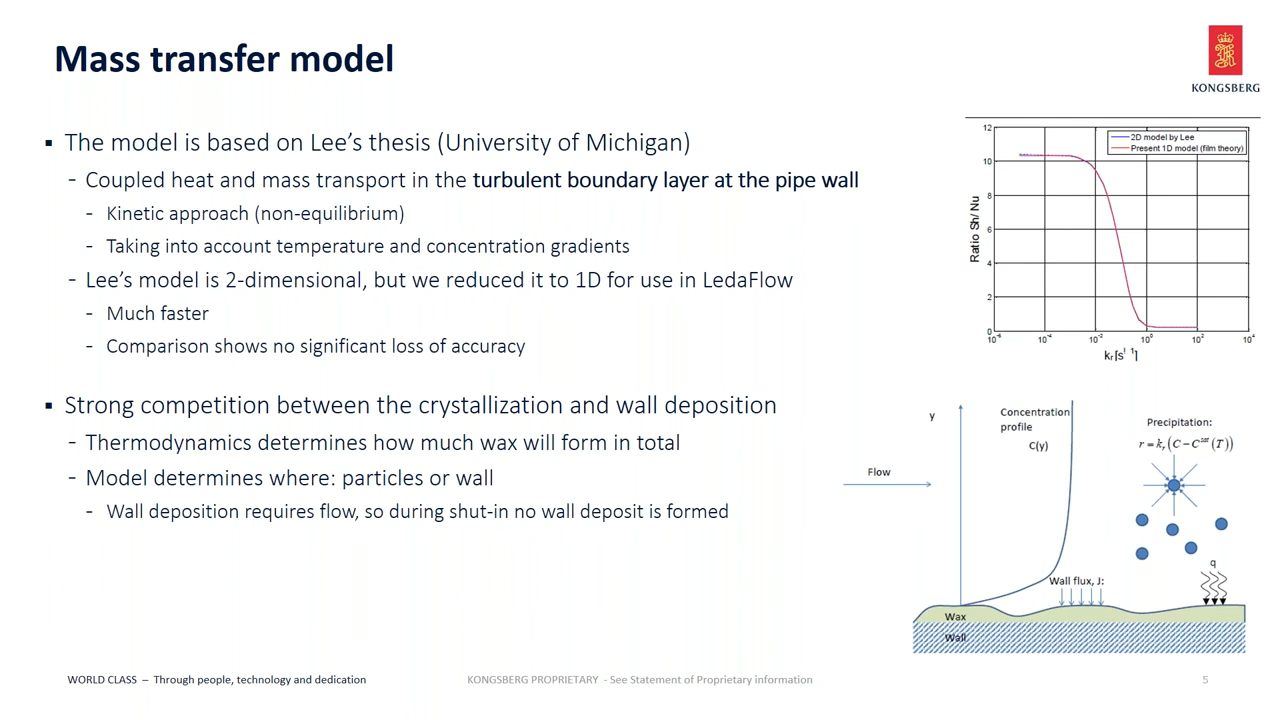 Mass transfer model
KONGSBERG
▪ The model is based on Lee's thesis (University of Michigan)
- Coupled heat and mass transport in the turbulent boundary layer at the pipe wall
- Kinetic approach (non-equilibrium)
- Taking into account temperature and concentration gradients
- Lee's model is 2-dimensional, but we reduced it to 1D for use in LedaFlow
- Much faster
- Comparison shows no significant loss of accuracy
▪ Strong competition between the crystallization and wall deposition
- Thermodynamics determines how much wax will form in total
- Model determines where: particles or wall
- Wall deposition requires flow, so during shut-in no wall deposit is formed
2D model by Lee
Present 1D model (film theory)
Ratio Sh/ Nu
12
10
8
6
4
2
0
10⁻⁶ 10⁻⁴ 10⁻² 10⁰ 10² 10⁴
kᵣ [s⁻¹]
y
Concentration
profile
C(y)
Flow
Precipitation:
r = kᵣ(C − Cˢᵃᵗ(T))
Wall flux, J:
q
Wax
Wall
WORLD CLASS – Through people, technology and dedication
KONGSBERG PROPRIETARY - See Statement of Proprietary information
5